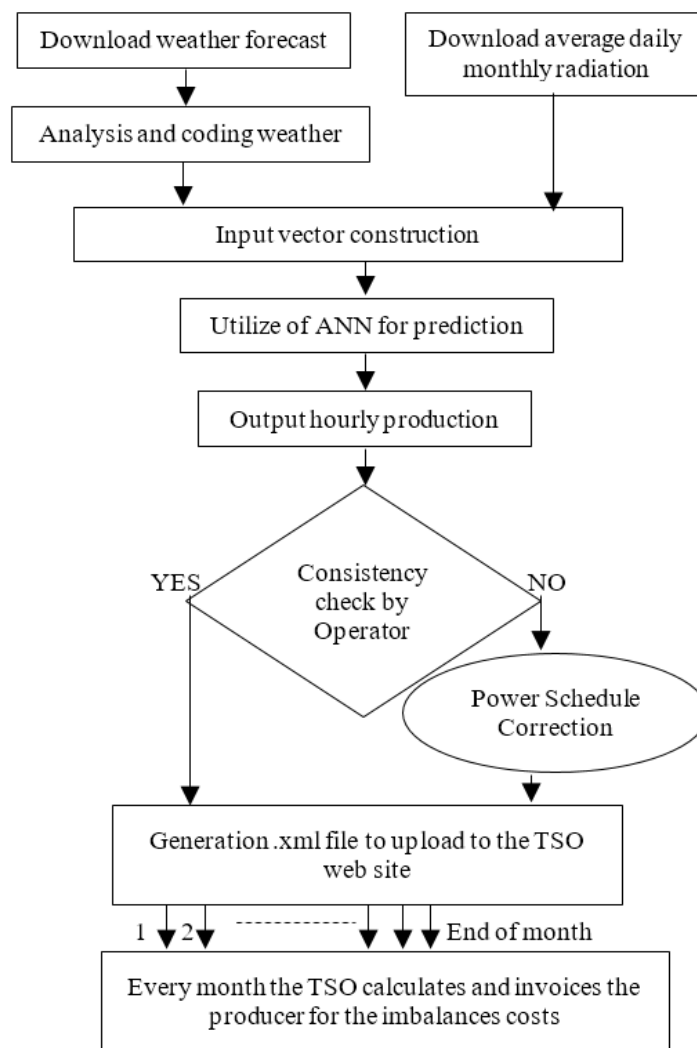 Download weather forecast
Download average daily
monthly radiation
Analysis and coding weather
Input vector construction
Utilize of ANN for prediction
Output hourly production
YES
Consistency
check by
Operator
NO
Power Schedule
Correction
Generation .xml file to upload to the TSO
web site
1 2 End of month
Every month the TSO calculates and invoices the
producer for the imbalances costs